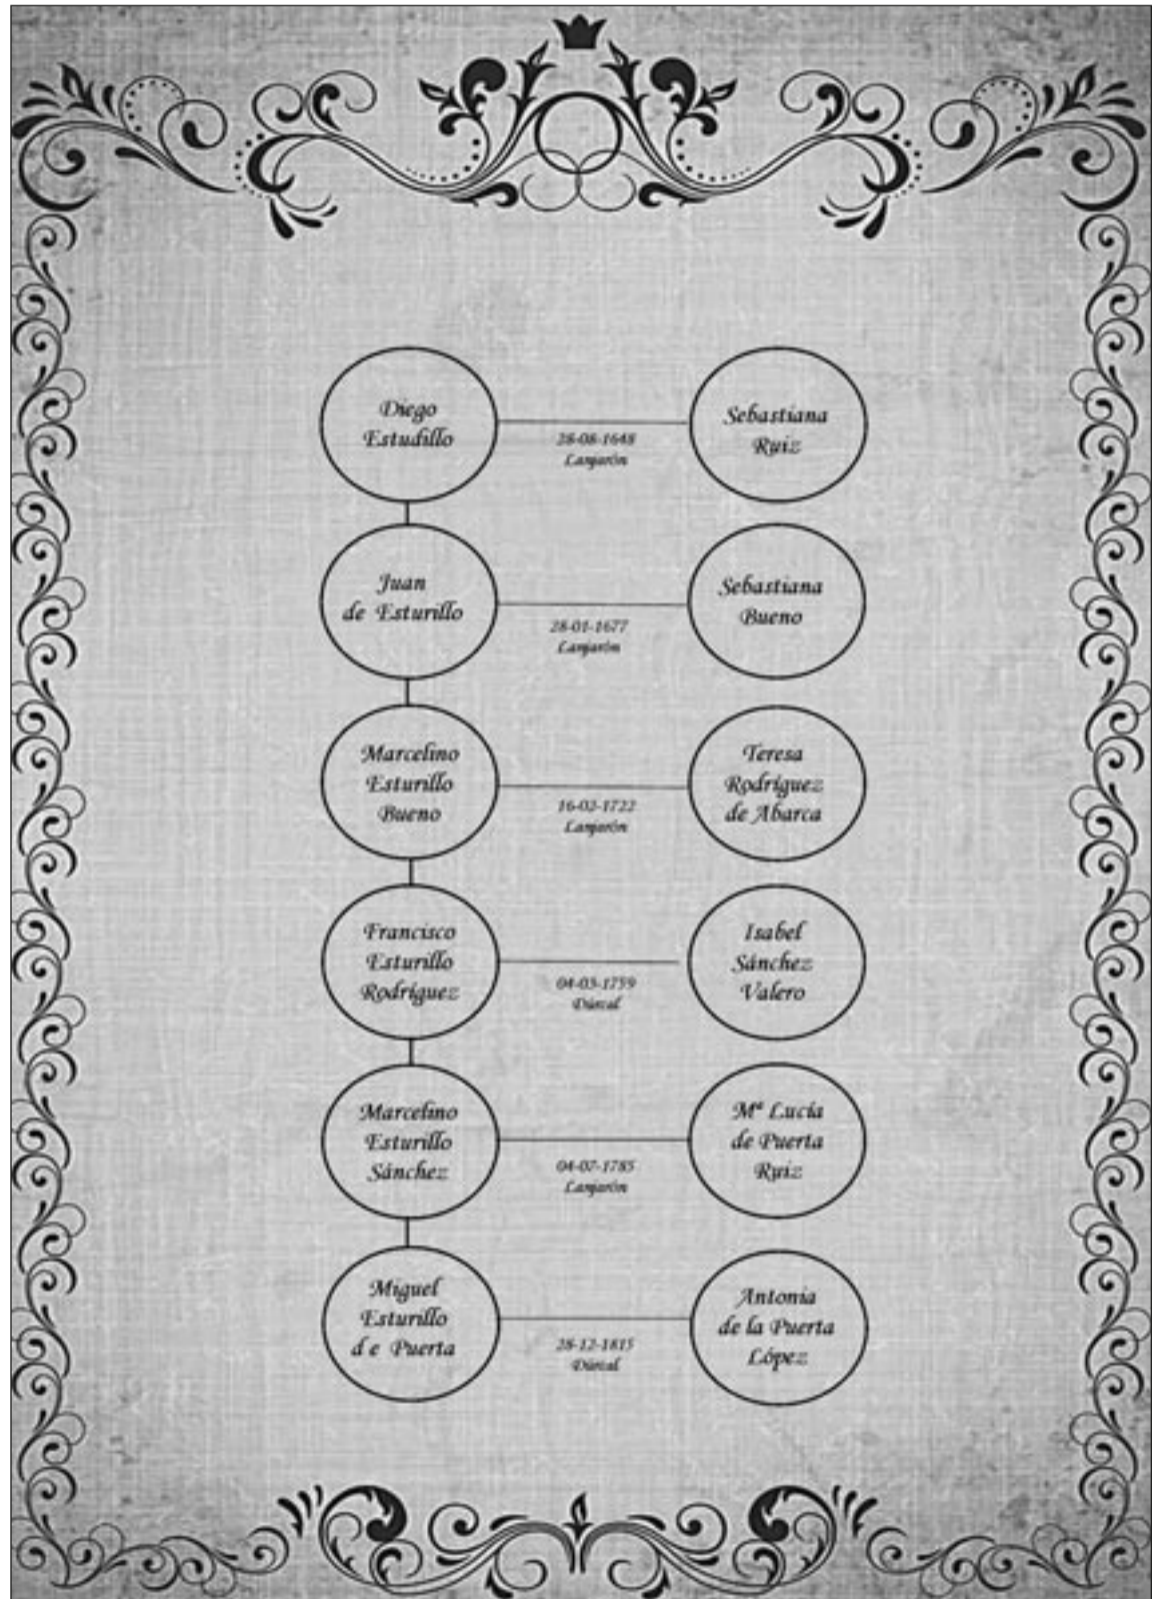 Diego
Estudillo
28-08-1648
Lanjarón
Sebastiana
Ruiz
Juan
de Esturillo
28-01-1677
Lanjarón
Sebastiana
Bueno
Marcelino
Esturillo
Bueno
16-02-1722
Lanjarón
Teresa
Rodríguez
de Abarca
Francisco
Esturillo
Rodríguez
04-03-1759
Dúrcal
Isabel
Sánchez
Valero
Marcelino
Esturillo
Sánchez
04-07-1785
Lanjarón
Mª Lucía
de Puerta
Ruiz
Miguel
Esturillo
de Puerta
28-12-1815
Dúrcal
Antonia
de la Puerta
López